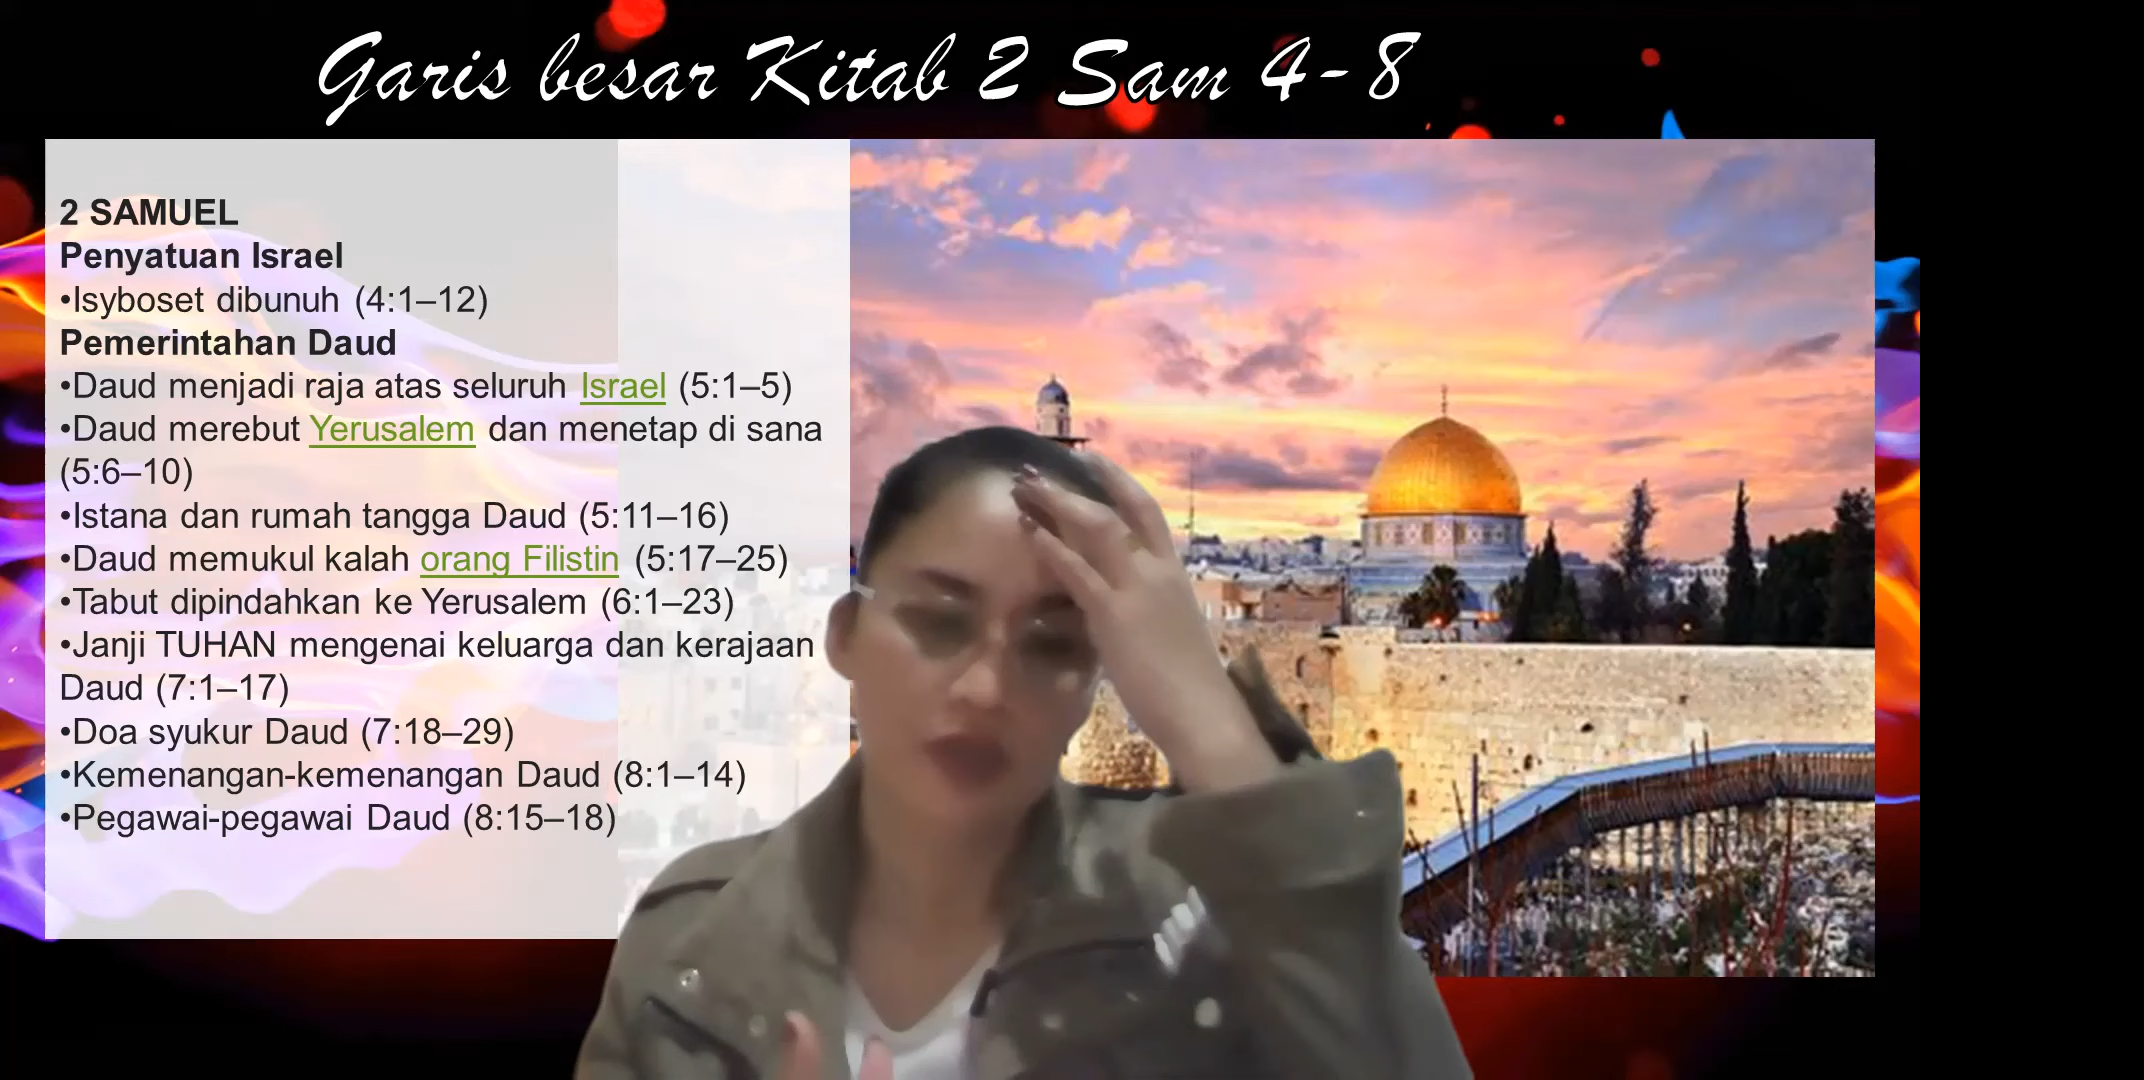 Garis besar Kitab 2 Sam 4-8
2 SAMUEL
Penyatuan Israel
•Isyboset dibunuh (4:1–12)
Pemerintahan Daud
•Daud menjadi raja atas seluruh Israel (5:1–5)
•Daud merebut Yerusalem dan menetap di sana
(5:6–10)
•Istana dan rumah tangga Daud (5:11–16)
•Daud memukul kalah orang Filistin (5:17–25)
•Tabut dipindahkan ke Yerusalem (6:1–23)
•Janji TUHAN mengenai keluarga dan kerajaan
Daud (7:1–17)
•Doa syukur Daud (7:18–29)
•Kemenangan-kemenangan Daud (8:1–14)
•Pegawai-pegawai Daud (8:15–18)